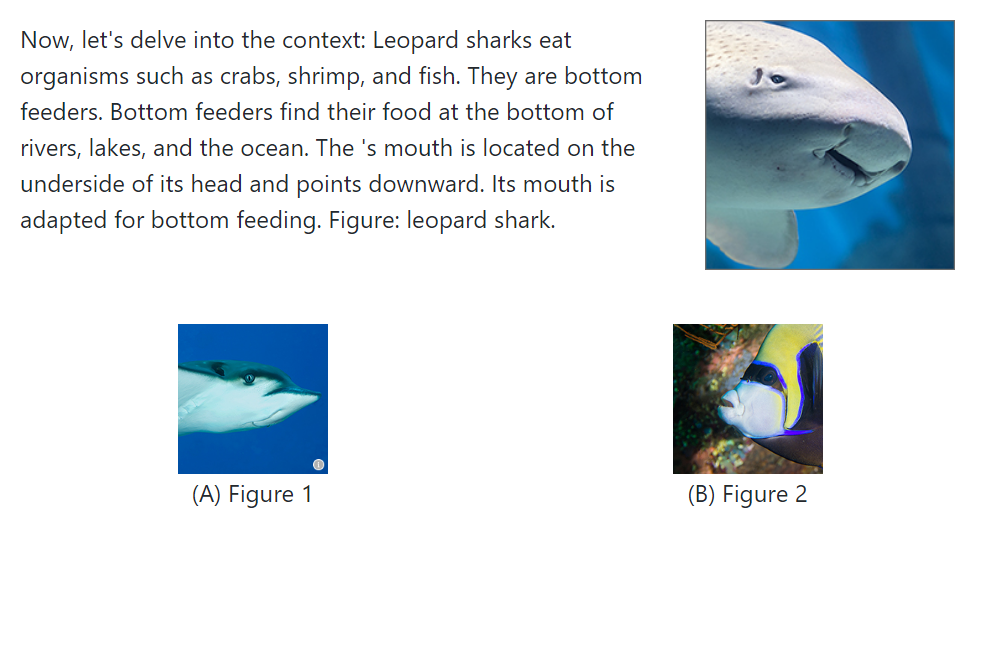 Now, let's delve into the context: Leopard sharks eat
organisms such as crabs, shrimp, and fish. They are bottom
feeders. Bottom feeders find their food at the bottom of
rivers, lakes, and the ocean. The 's mouth is located on the
underside of its head and points downward. Its mouth is
adapted for bottom feeding. Figure: leopard shark.
(A) Figure 1
(B) Figure 2